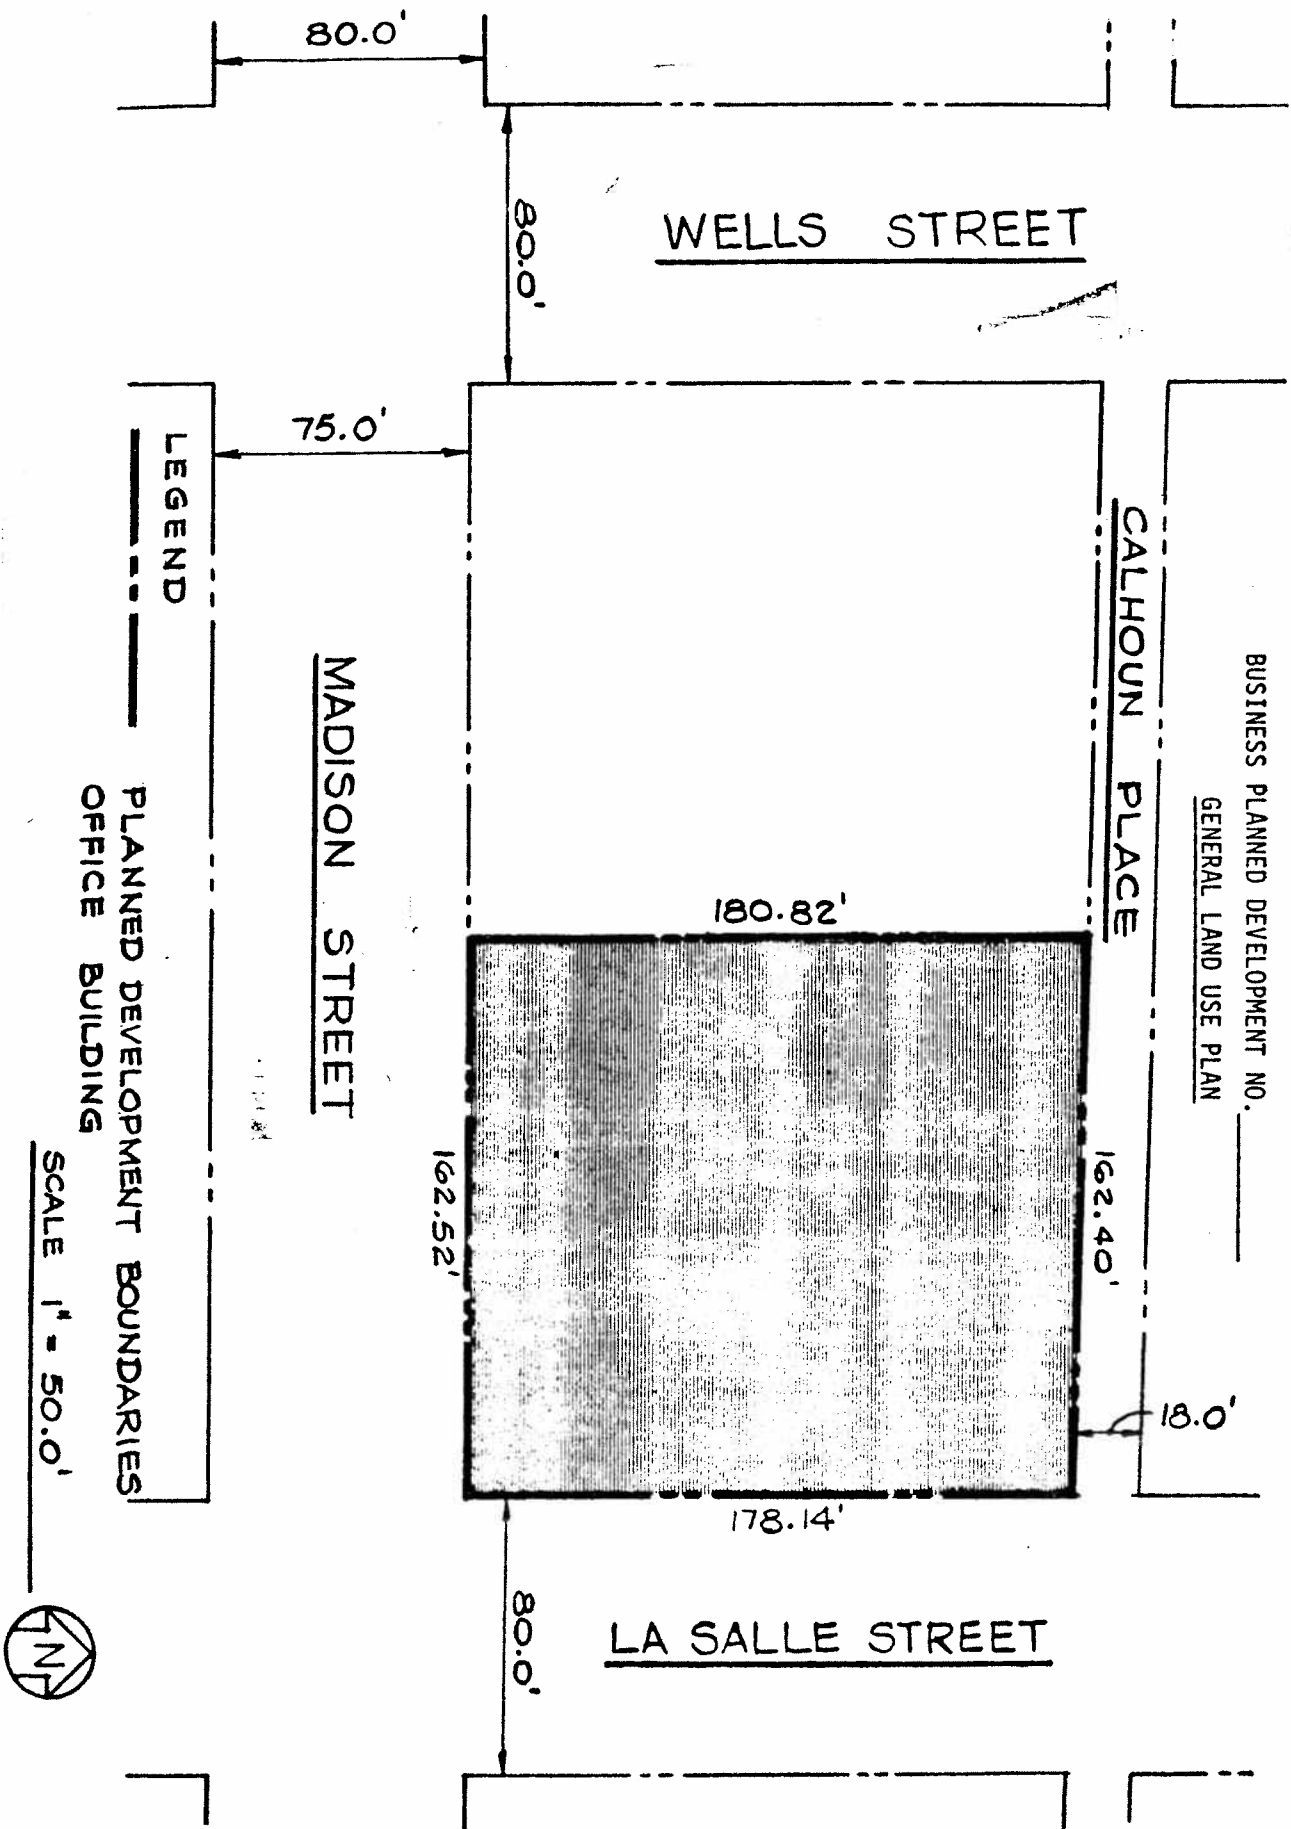 BUSINESS PLANNED DEVELOPMENT NO.
GENERAL LAND USE PLAN
80.0'
80.0'
WELLS STREET
75.0'
CALHOUN PLACE
MADISON STREET
180.82'
162.52'
162.40'
18.0'
178.14'
80.0'
LA SALLE STREET
LEGEND
PLANNED DEVELOPMENT BOUNDARIES
OFFICE BUILDING
SCALE 1" = 50.0'
N